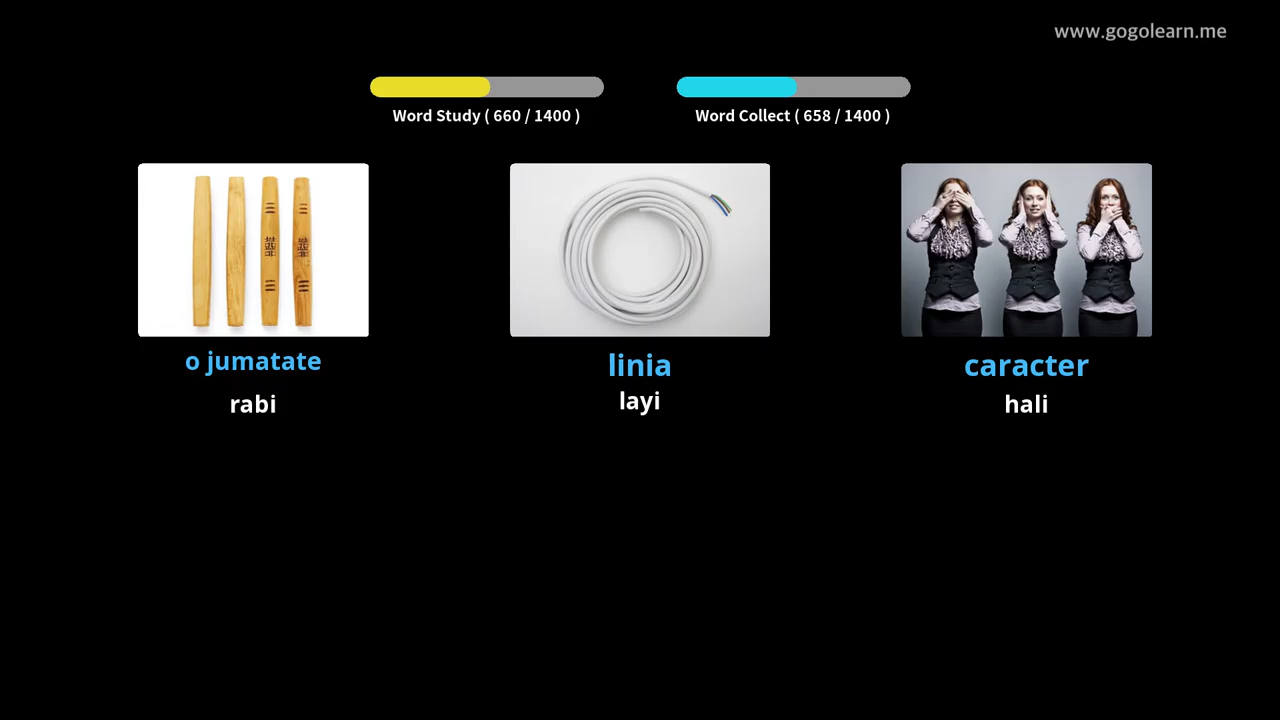 www.gogolearn.me
Word Study ( 660 / 1400 )
Word Collect ( 658 / 1400 )
o jumatate
linia
caracter
rabi
layi
hali